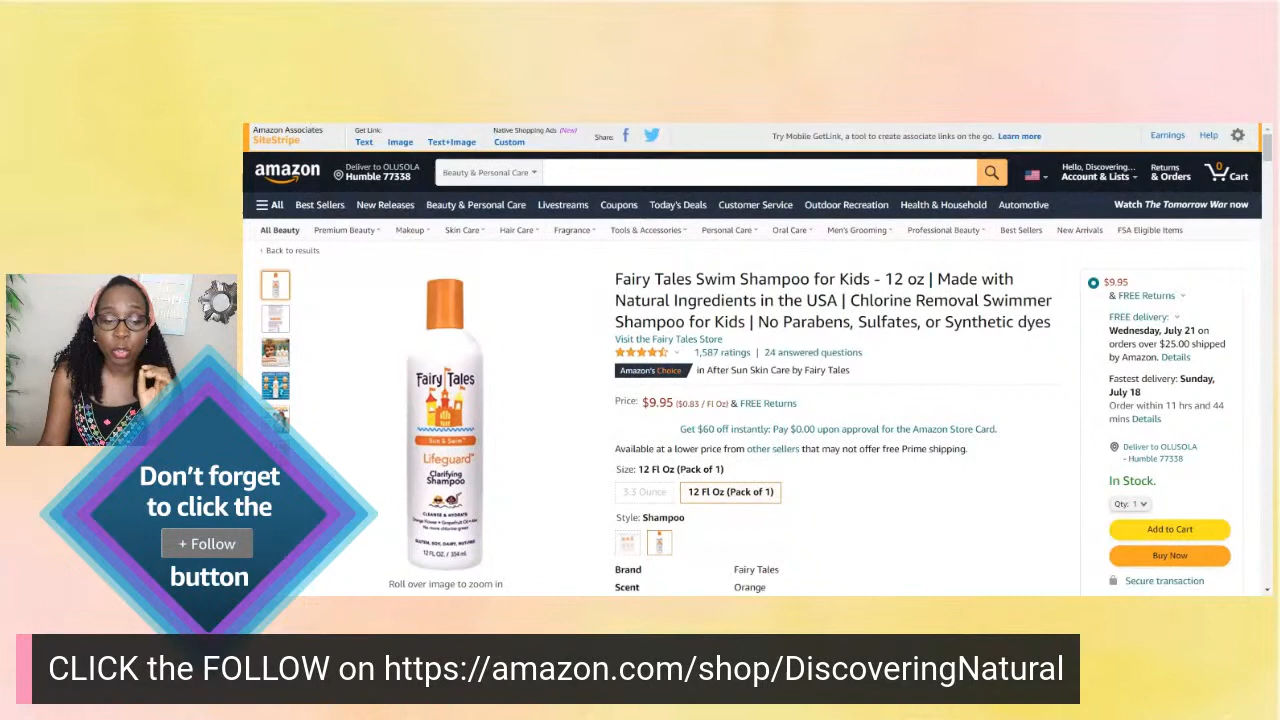 Amazon Associates
SiteStripe
Get Link:
Text Image Text+Image
Native Shopping Ads (New)
Custom
Share:
Try Mobile GetLink, a tool to create associate links on the go. Learn more
Earnings Help
amazon
Deliver to OLUSOLA
Humble 77338
Beauty & Personal Care
Hello, Discovering...
Account & Lists
Returns
& Orders
0
Cart
All Best Sellers New Releases Beauty & Personal Care Livestreams Coupons Today's Deals Customer Service Outdoor Recreation Health & Household Automotive
Watch The Tomorrow War now
All Beauty Premium Beauty Makeup Skin Care Hair Care Fragrance Tools & Accessories Personal Care Oral Care Men's Grooming Professional Beauty Best Sellers New Arrivals FSA Eligible Items
‹ Back to results
Fairy Tales
Sun & Swim
Lifeguard
Clarifying
Shampoo
CLEANSE & HYDRATE
12 FL OZ / 354 mL
Roll over image to zoom in
Fairy Tales Swim Shampoo for Kids - 12 oz | Made with
Natural Ingredients in the USA | Chlorine Removal Swimmer
Shampoo for Kids | No Parabens, Sulfates, or Synthetic dyes
Visit the Fairy Tales Store
1,587 ratings | 24 answered questions
Amazon's Choice in After Sun Skin Care by Fairy Tales
Price: $9.95 ($0.83 / Fl Oz) & FREE Returns
Get $60 off instantly: Pay $0.00 upon approval for the Amazon Store Card.
Available at a lower price from other sellers that may not offer free Prime shipping.
Size: 12 Fl Oz (Pack of 1)
3.3 Ounce 12 Fl Oz (Pack of 1)
Style: Shampoo
Brand Fairy Tales
Scent Orange
$9.95
& FREE Returns
FREE delivery:
Wednesday, July 21 on
orders over $25.00 shipped
by Amazon. Details
Fastest delivery: Sunday,
July 18
Order within 11 hrs and 44
mins Details
Deliver to OLUSOLA
- Humble 77338
In Stock.
Qty: 1
Add to Cart
Buy Now
Secure transaction
Don't forget
to click the
+ Follow
button
CLICK the FOLLOW on https://amazon.com/shop/DiscoveringNatural